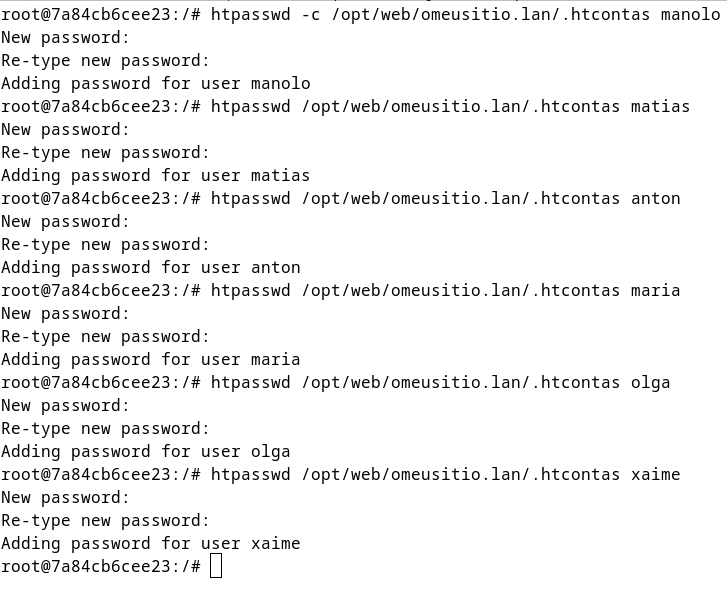 root@7a84cb6cee23:/# htpasswd -c /opt/web/omeusitio.lan/.htcontas manolo
New password:
Re-type new password:
Adding password for user manolo
root@7a84cb6cee23:/# htpasswd /opt/web/omeusitio.lan/.htcontas matias
New password:
Re-type new password:
Adding password for user matias
root@7a84cb6cee23:/# htpasswd /opt/web/omeusitio.lan/.htcontas anton
New password:
Re-type new password:
Adding password for user anton
root@7a84cb6cee23:/# htpasswd /opt/web/omeusitio.lan/.htcontas maria
New password:
Re-type new password:
Adding password for user maria
root@7a84cb6cee23:/# htpasswd /opt/web/omeusitio.lan/.htcontas olga
New password:
Re-type new password:
Adding password for user olga
root@7a84cb6cee23:/# htpasswd /opt/web/omeusitio.lan/.htcontas xaime
New password:
Re-type new password:
Adding password for user xaime
root@7a84cb6cee23:/#